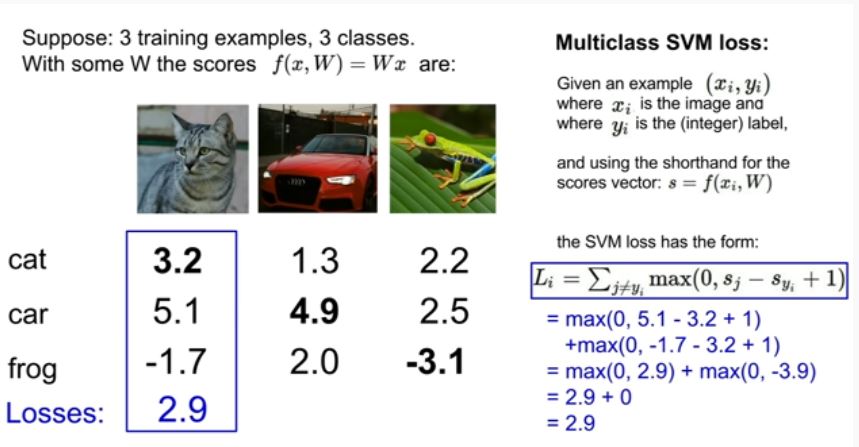 Suppose: 3 training examples, 3 classes.
With some W the scores f(x, W) = Wx are:
cat 3.2 1.3 2.2
car 5.1 4.9 2.5
frog -1.7 2.0 -3.1
Losses: 2.9
Multiclass SVM loss:
Given an example (x_i, y_i)
where x_i is the image and
where y_i is the (integer) label,
and using the shorthand for the
scores vector: s = f(x_i, W)
the SVM loss has the form:
L_i = ∑_{j≠y_i} max(0, s_j − s_{y_i} + 1)
= max(0, 5.1 - 3.2 + 1)
+max(0, -1.7 - 3.2 + 1)
= max(0, 2.9) + max(0, -3.9)
= 2.9 + 0
= 2.9